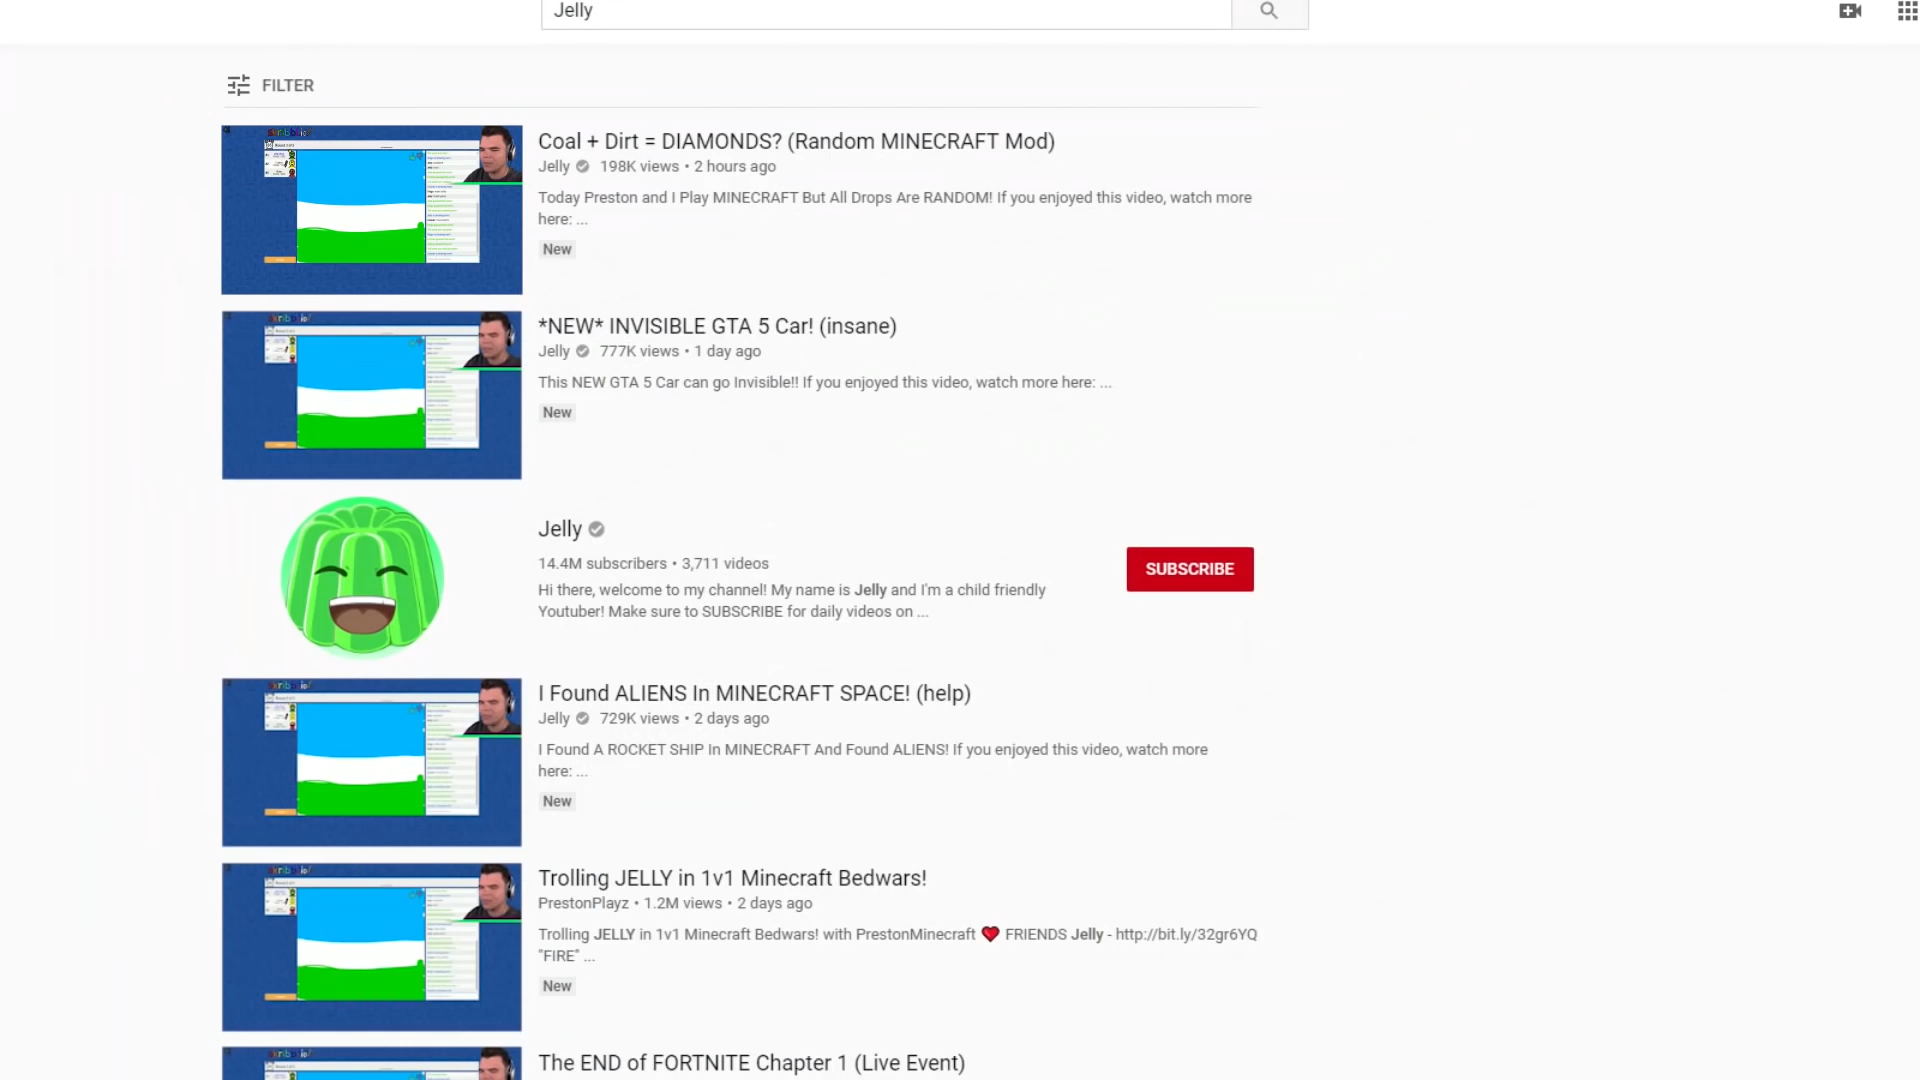 Jelly
FILTER
Coal + Dirt = DIAMONDS? (Random MINECRAFT Mod)
Jelly 198K views • 2 hours ago
Today Preston and I Play MINECRAFT But All Drops Are RANDOM! If you enjoyed this video, watch more
here: ...
New
*NEW* INVISIBLE GTA 5 Car! (insane)
Jelly 777K views • 1 day ago
This NEW GTA 5 Car can go Invisible!! If you enjoyed this video, watch more here: ...
New
Jelly
14.4M subscribers • 3,711 videos
SUBSCRIBE
Hi there, welcome to my channel! My name is Jelly and I'm a child friendly
Youtuber! Make sure to SUBSCRIBE for daily videos on ...
I Found ALIENS In MINECRAFT SPACE! (help)
Jelly 729K views • 2 days ago
I Found A ROCKET SHIP In MINECRAFT And Found ALIENS! If you enjoyed this video, watch more
here: ...
New
Trolling JELLY in 1v1 Minecraft Bedwars!
PrestonPlayz • 1.2M views • 2 days ago
Trolling JELLY in 1v1 Minecraft Bedwars! with PrestonMinecraft ❤ FRIENDS Jelly - http://bit.ly/32gr6YQ
"FIRE" ...
New
The END of FORTNITE Chapter 1 (Live Event)